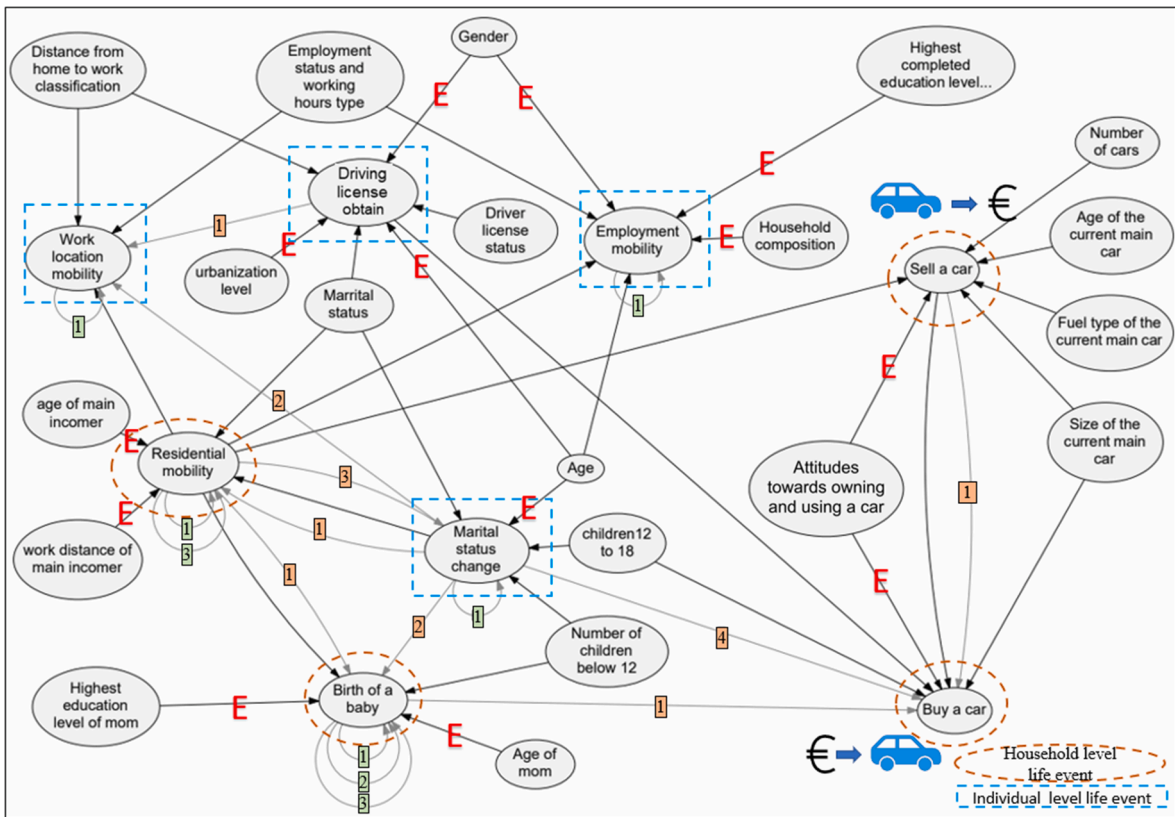 Gender
Distance from
home to work
classification
Employment
status and
working
hours type
Highest
completed
education level...
E
E
Number
of cars
E
Driving
license
obtain
Driver
license
status
Household
composition
E
Age of the
current main
car
€
Work
location
mobility
1
urbanization
level
E
E
Employment
mobility
Sell a car
Marrital
status
1
1
Fuel type of the
current main car
E
age of main
incomer
2
E
Residential
mobility
3
Age
Size of the
current main
car
Attitudes
towards owning
and using a car
1
E
E
1
3
work distance of
main incomer
1
Marital
status
change
children12
to 18
1
E
1
2
Number of
children
below 12
4
Highest
education
level of mom
E
Birth of a
baby
1
Buy a car
E
Age of
mom
1
2
3
€
Household level
life event
Individual level life event